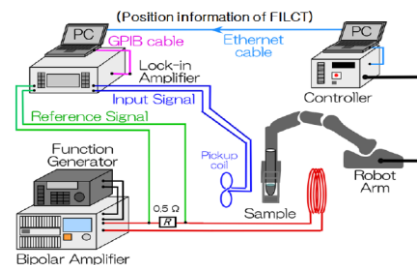 (Position information of FILCT)
PC
PC
GPIB cable
Ethernet
cable
Lock-in
Amplifier
Input Signal
Controller
Reference Signal
Function
Generator
Pickup
coil
0.5 Ω
R
Sample
Robot
Arm
Bipolar Amplifier